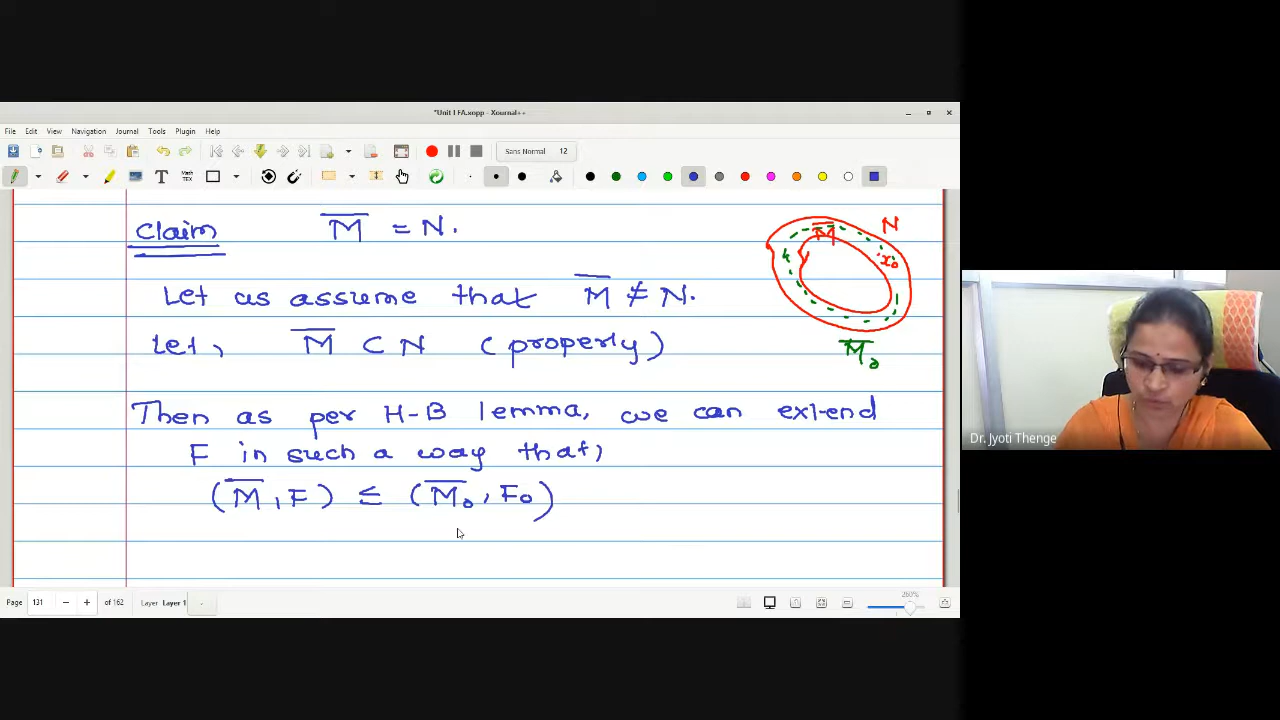 *Unit I FA.xopp - Xournal++
File Edit View Navigation Journal Tools Plugin Help
Sans Normal 12
Claim M̅ = N.
Let as assume that M̅ ≠ N.
Let, M̅ ⊂ N (properly)
Then as per H-B lemma, we can extend
F in such a way that,
(M̅, F) ≤ (M̅₀, F₀)
M̅ N
x₀
M̅₀
Dr. Jyoti Thenge
Page 131 of 162 Layer Layer 1 260%